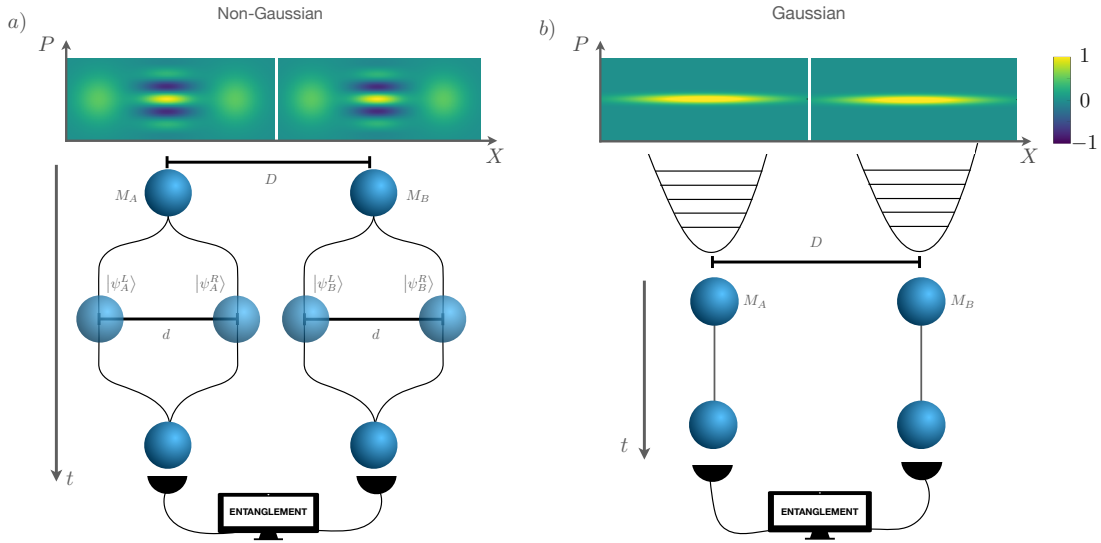 a)
Non-Gaussian
P
X
D
M_A
M_B
|ψ_A^L⟩
|ψ_A^R⟩
|ψ_B^L⟩
|ψ_B^R⟩
d
d
t
ENTANGLEMENT
b)
Gaussian
P
X
1
0
−1
D
M_A
M_B
t
ENTANGLEMENT